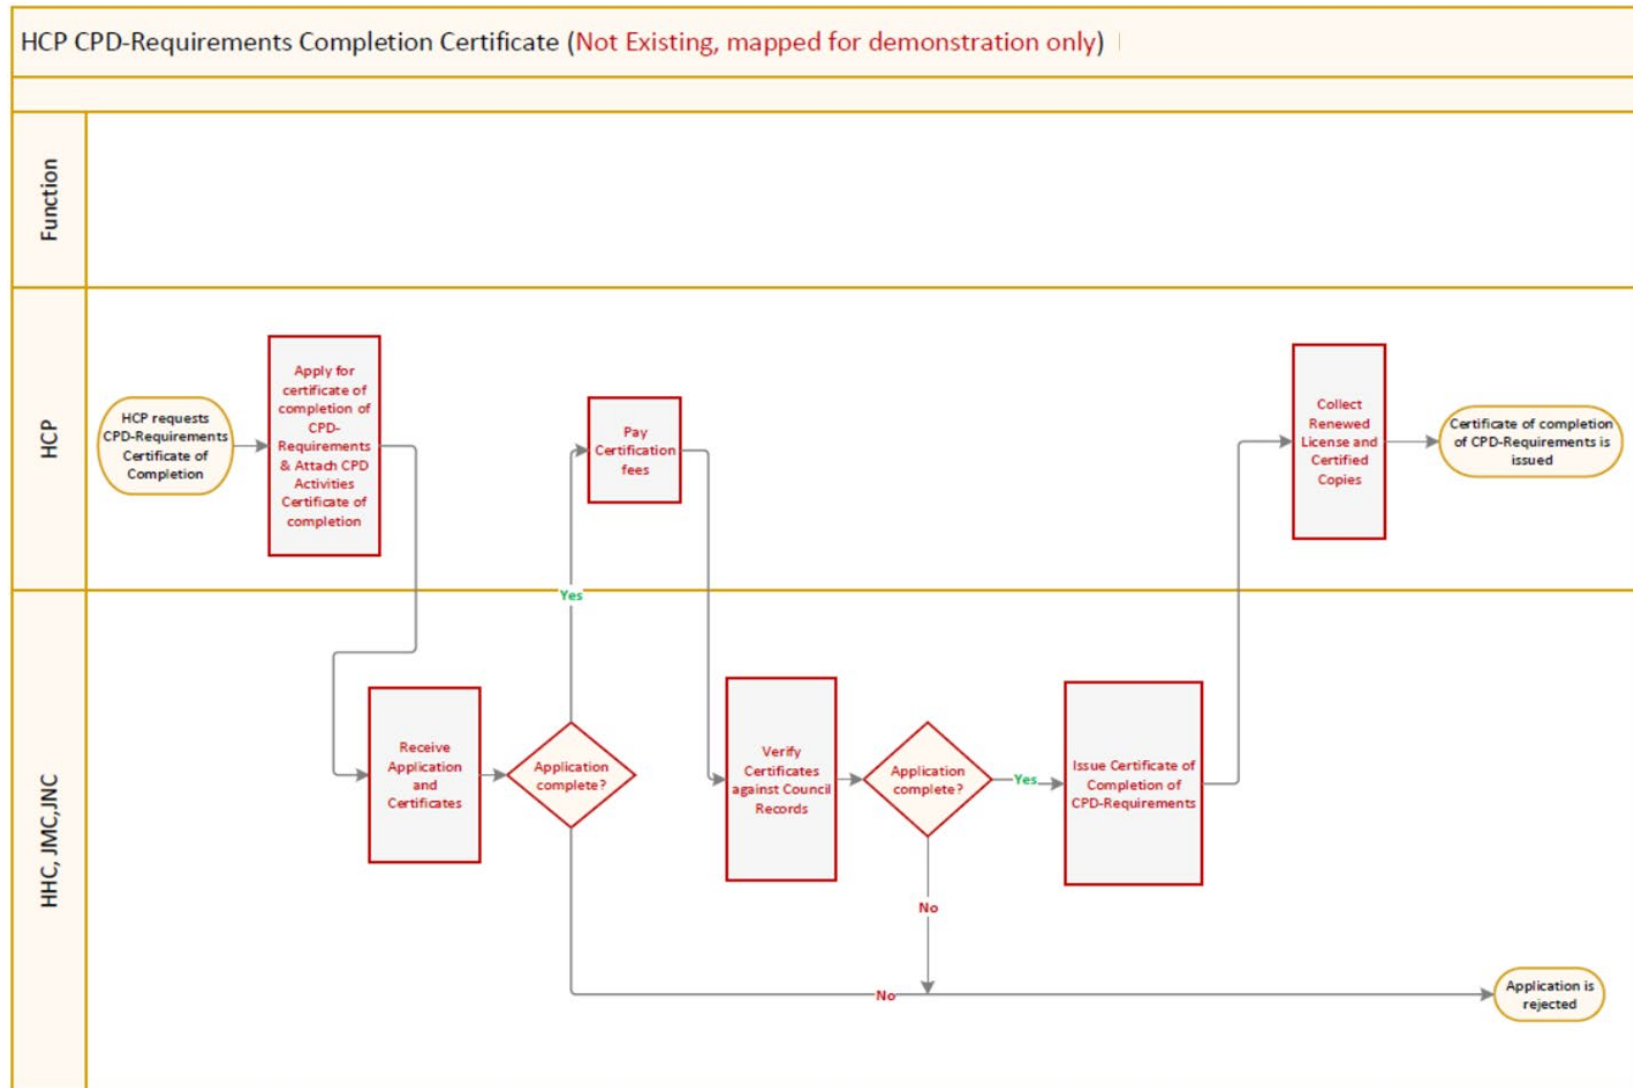 HCP CPD-Requirements Completion Certificate (Not Existing, mapped for demonstration only)
Function
HCP
HCP requests
CPD-Requirements
Certificate of
Completion
Apply for
certificate of
completion of
CPD-
Requirements
& Attach CPD
Activities
Certificate of
completion
Pay
Certification
fees
Collect
Renewed
License and
Certified
Copies
Certificate of completion
of CPD-Requirements is
issued
HHC, JMC,JNC
Yes
Receive
Application
and
Certificates
Application
complete?
Verify
Certificates
against Council
Records
Application
complete?
Yes
Issue Certificate of
Completion of
CPD-Requirements
No
No
Application is
rejected